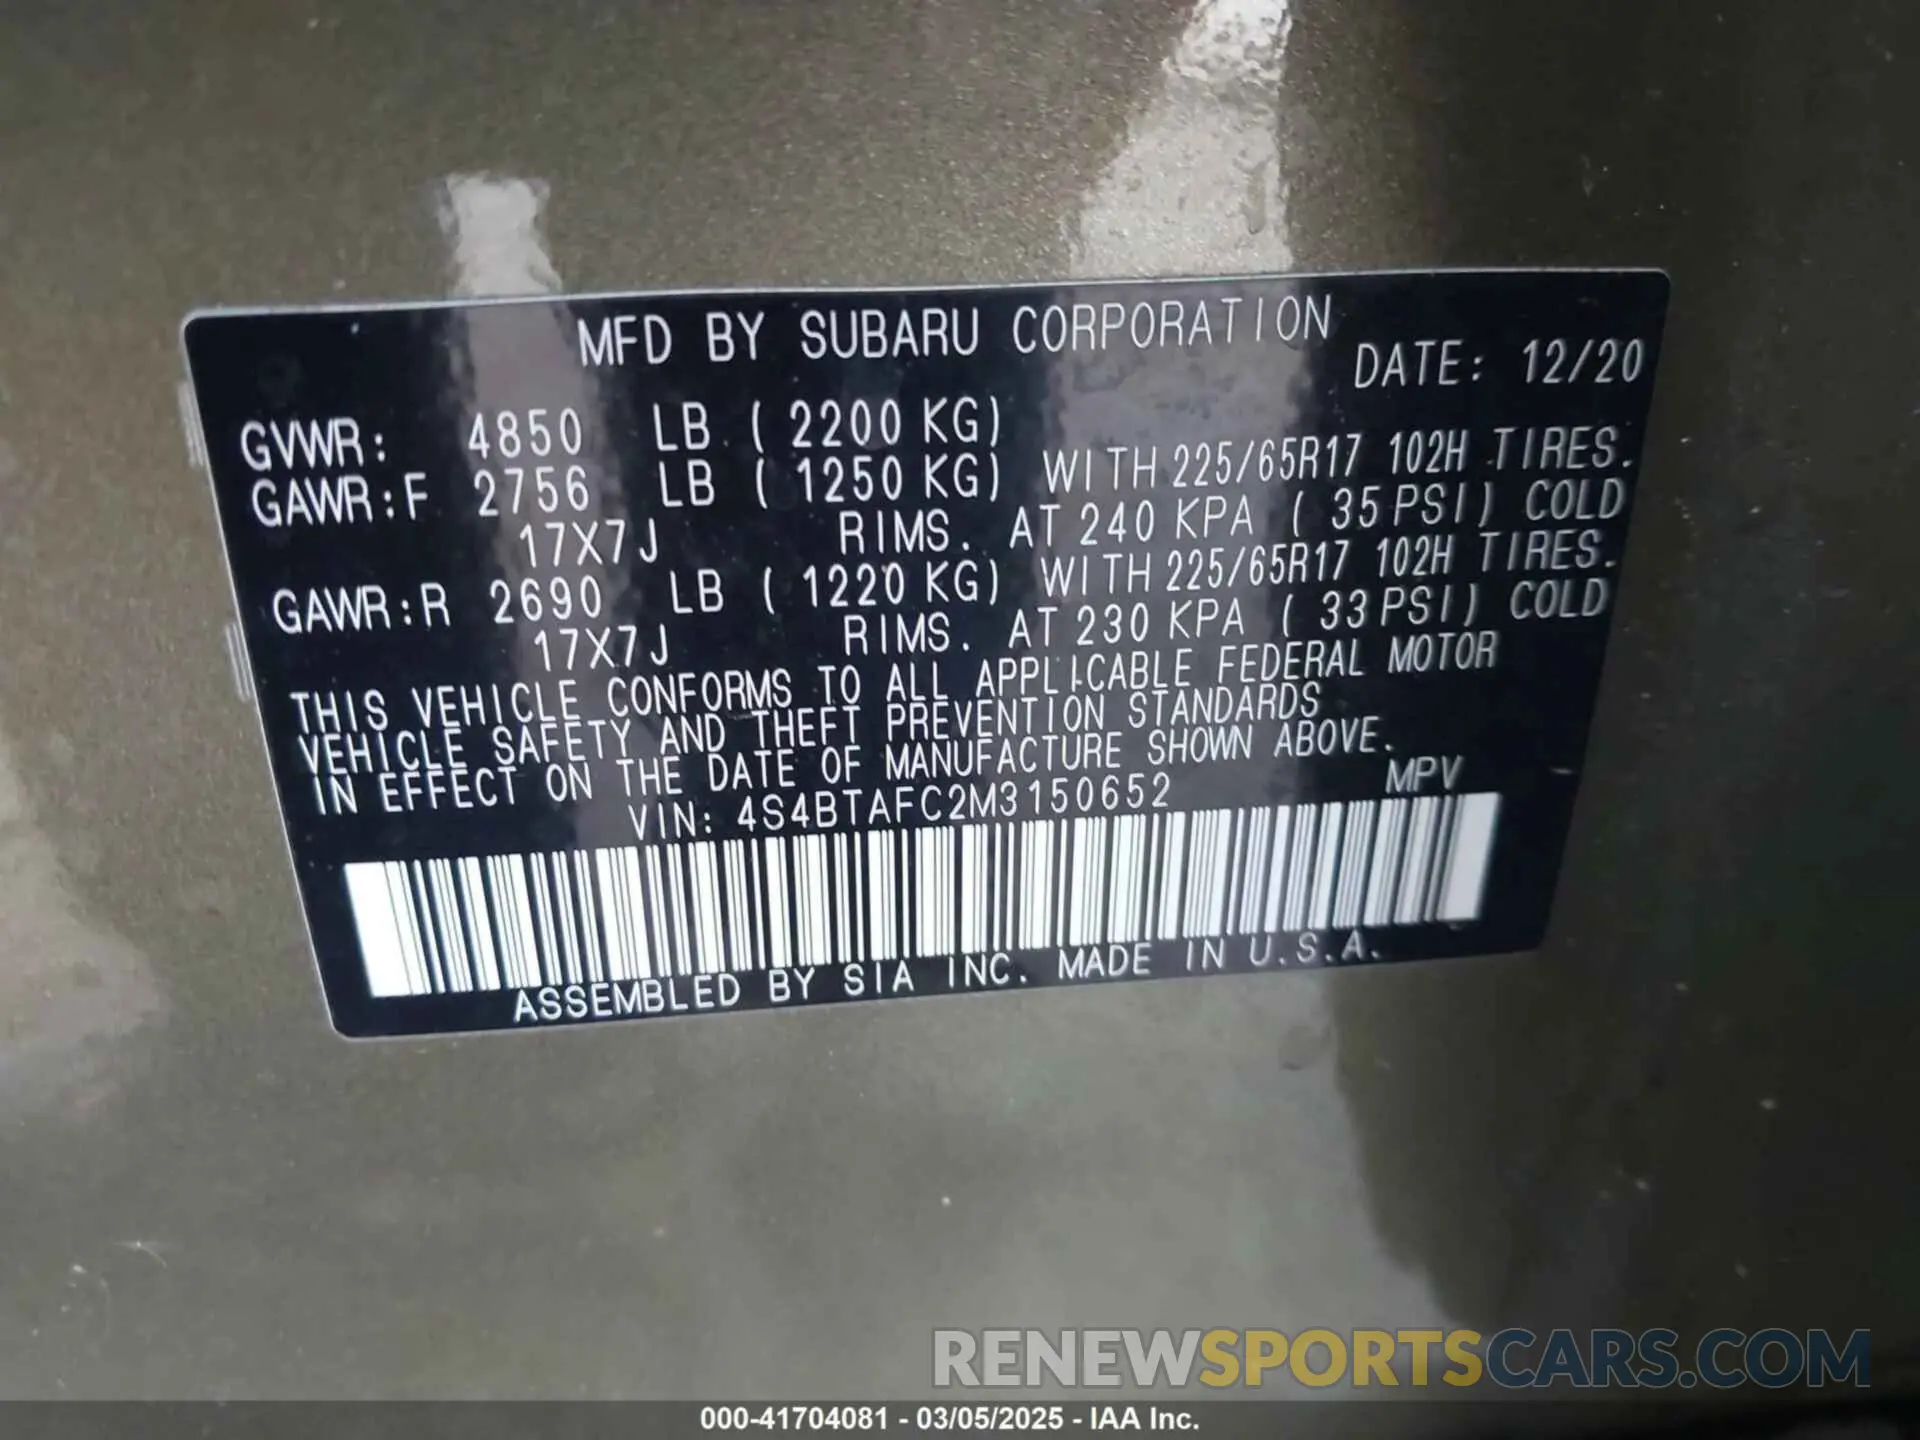 MFD BY SUBARU CORPORATION
DATE: 12/20
GVWR: 4850 LB ( 2200 KG)
GAWR:F 2756 LB ( 1250 KG) WITH 225/65R17 102H TIRES.
17X7J RIMS. AT 240 KPA ( 35 PSI) COLD
GAWR:R 2690 LB ( 1220 KG) WITH 225/65R17 102H TIRES.
17X7J RIMS. AT 230 KPA ( 33 PSI) COLD
THIS VEHICLE CONFORMS TO ALL APPLICABLE FEDERAL MOTOR
VEHICLE SAFETY AND THEFT PREVENTION STANDARDS
IN EFFECT ON THE DATE OF MANUFACTURE SHOWN ABOVE.
VIN: 4S4BTAFC2M3150652 MPV
ASSEMBLED BY SIA INC. MADE IN U.S.A.
RENEWSPORTSCARS.COM
000-41704081 - 03/05/2025 - IAA Inc.